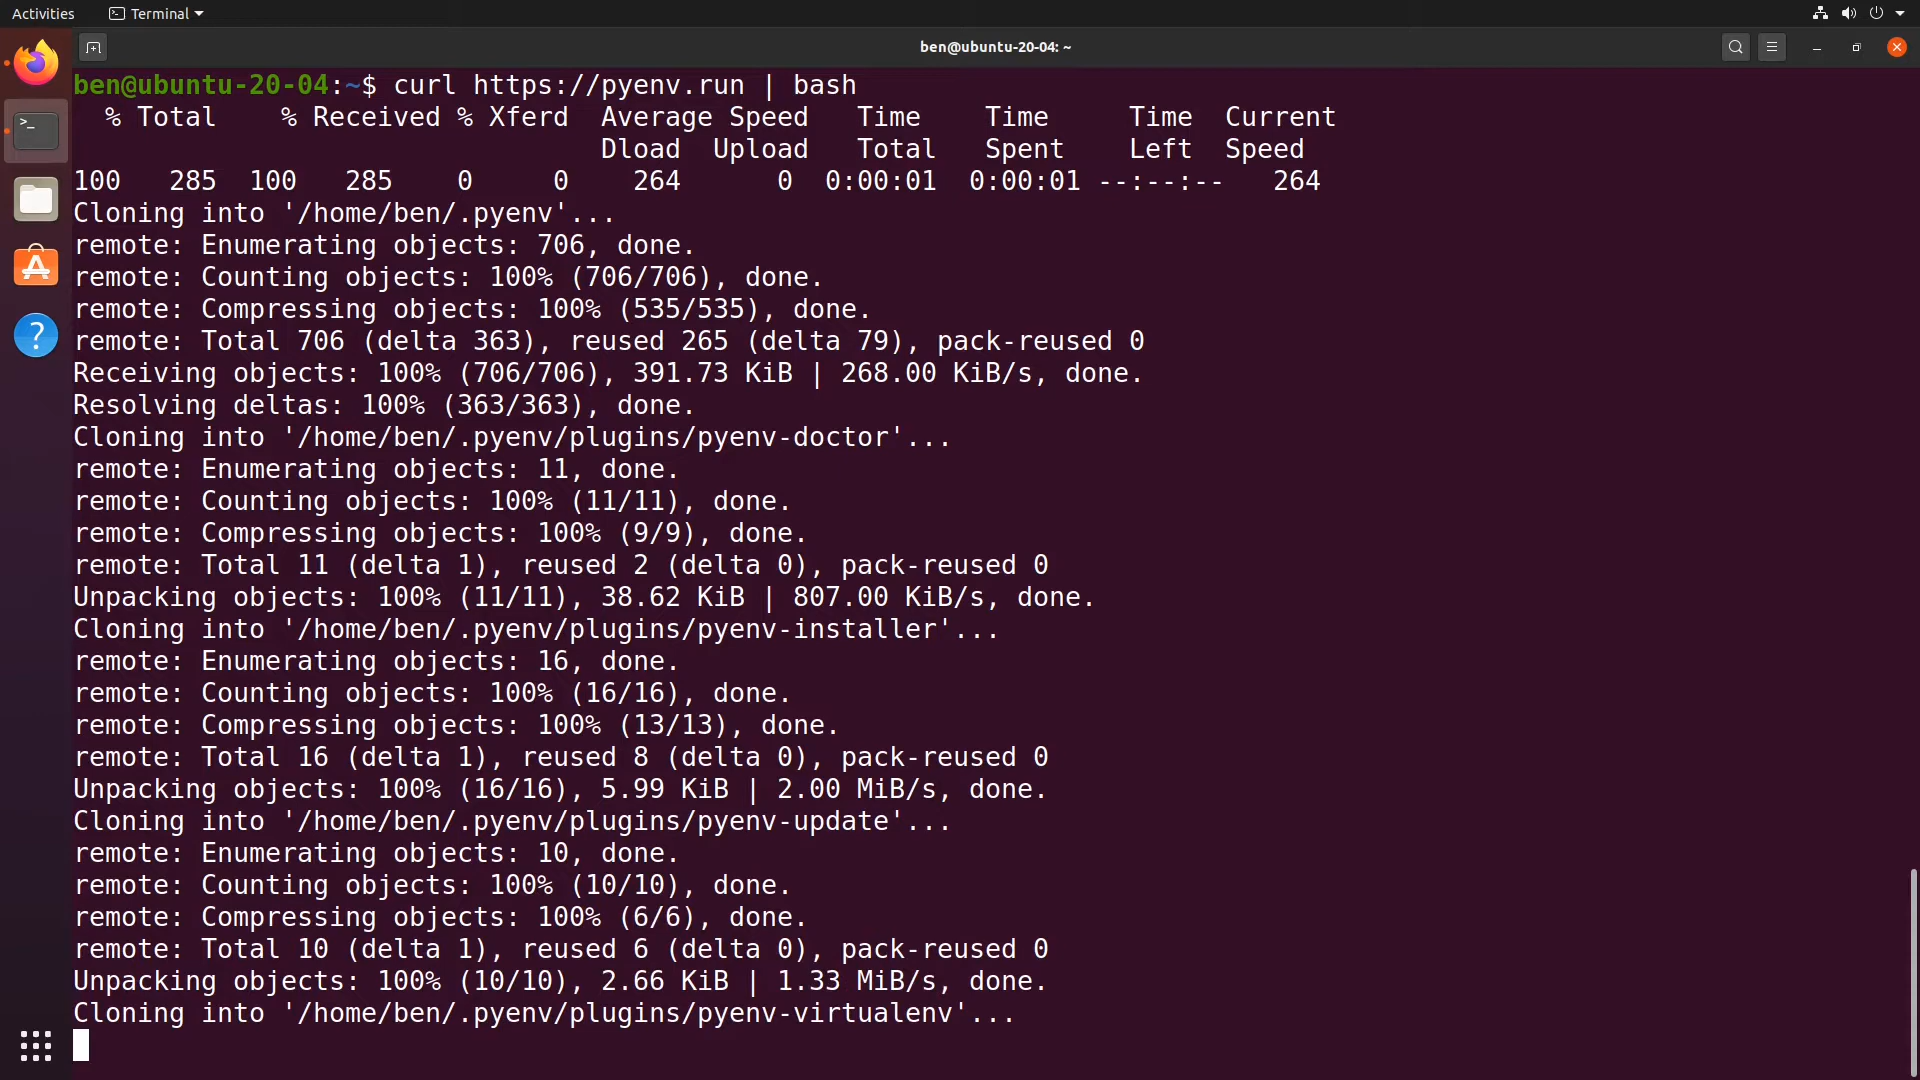 Activities Terminal
ben@ubuntu-20-04: ~
ben@ubuntu-20-04:~$ curl https://pyenv.run | bash
  % Total    % Received % Xferd  Average Speed   Time    Time     Time  Current
                                 Dload  Upload   Total   Spent    Left  Speed
100   285  100   285    0     0    264      0  0:00:01  0:00:01 --:--:--   264
Cloning into '/home/ben/.pyenv'...
remote: Enumerating objects: 706, done.
remote: Counting objects: 100% (706/706), done.
remote: Compressing objects: 100% (535/535), done.
remote: Total 706 (delta 363), reused 265 (delta 79), pack-reused 0
Receiving objects: 100% (706/706), 391.73 KiB | 268.00 KiB/s, done.
Resolving deltas: 100% (363/363), done.
Cloning into '/home/ben/.pyenv/plugins/pyenv-doctor'...
remote: Enumerating objects: 11, done.
remote: Counting objects: 100% (11/11), done.
remote: Compressing objects: 100% (9/9), done.
remote: Total 11 (delta 1), reused 2 (delta 0), pack-reused 0
Unpacking objects: 100% (11/11), 38.62 KiB | 807.00 KiB/s, done.
Cloning into '/home/ben/.pyenv/plugins/pyenv-installer'...
remote: Enumerating objects: 16, done.
remote: Counting objects: 100% (16/16), done.
remote: Compressing objects: 100% (13/13), done.
remote: Total 16 (delta 1), reused 8 (delta 0), pack-reused 0
Unpacking objects: 100% (16/16), 5.99 KiB | 2.00 MiB/s, done.
Cloning into '/home/ben/.pyenv/plugins/pyenv-update'...
remote: Enumerating objects: 10, done.
remote: Counting objects: 100% (10/10), done.
remote: Compressing objects: 100% (6/6), done.
remote: Total 10 (delta 1), reused 6 (delta 0), pack-reused 0
Unpacking objects: 100% (10/10), 2.66 KiB | 1.33 MiB/s, done.
Cloning into '/home/ben/.pyenv/plugins/pyenv-virtualenv'...